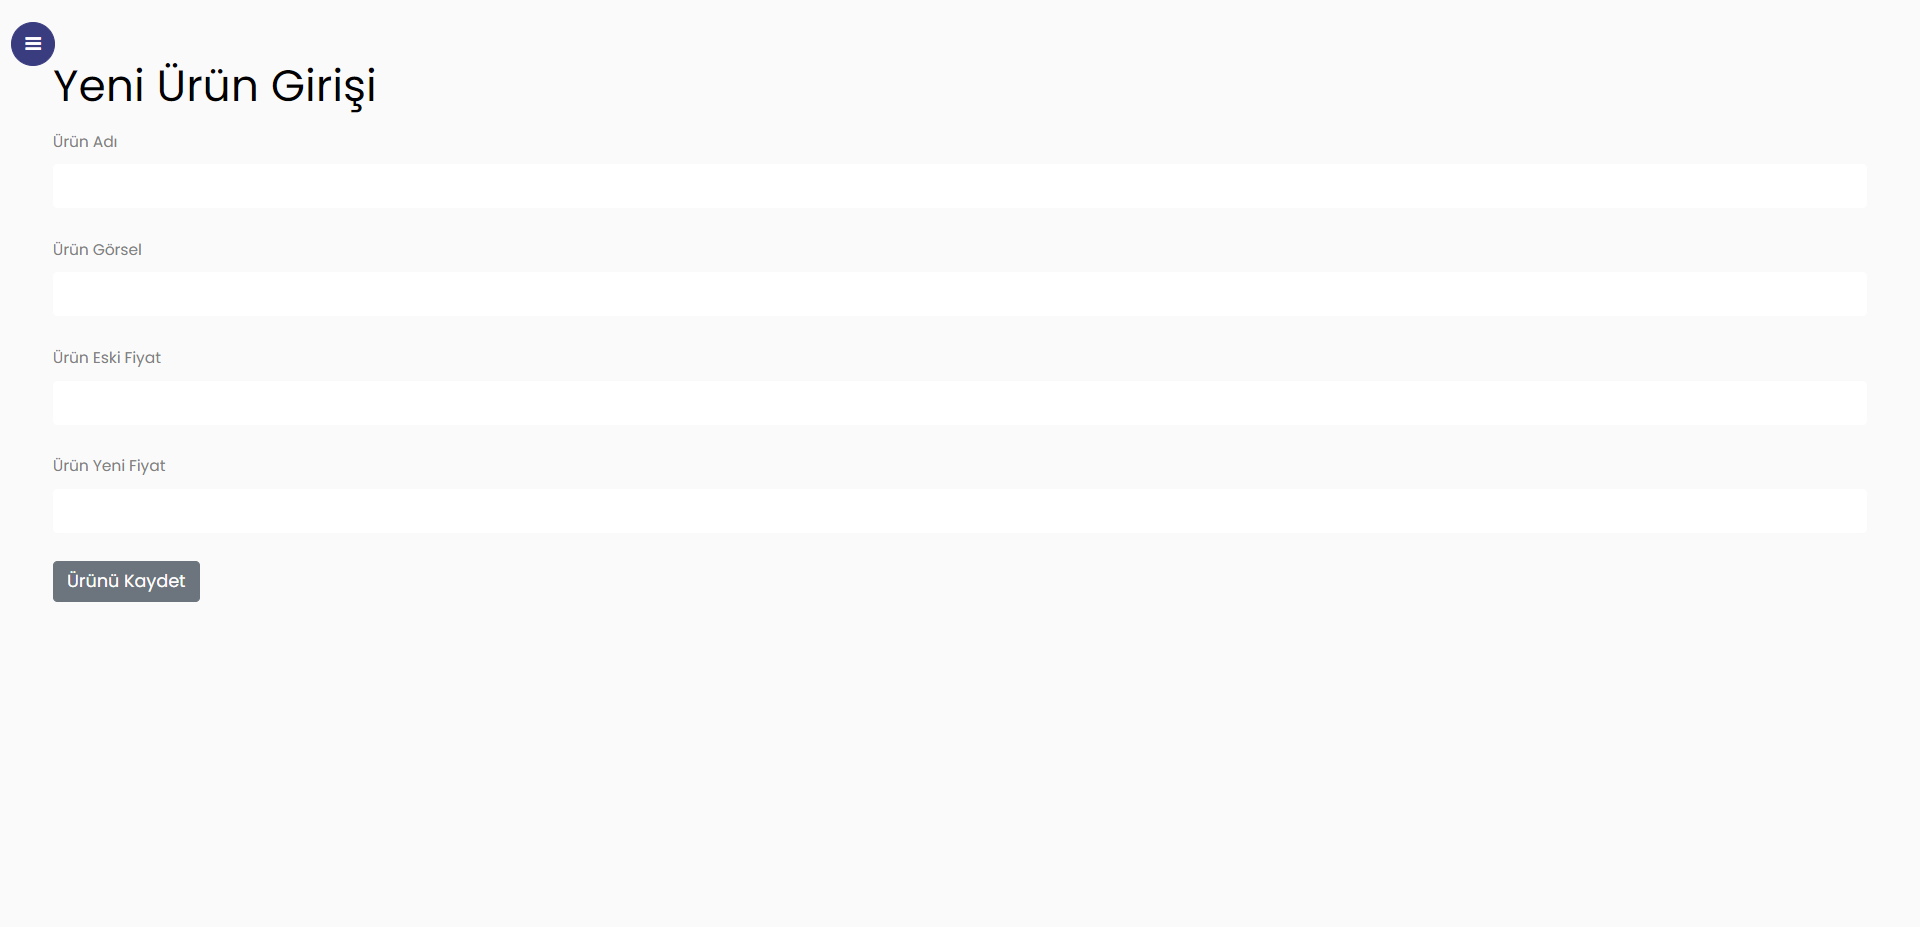 Yeni Ürün Girişi
Ürün Adı
Ürün Görsel
Ürün Eski Fiyat
Ürün Yeni Fiyat
Ürünü Kaydet